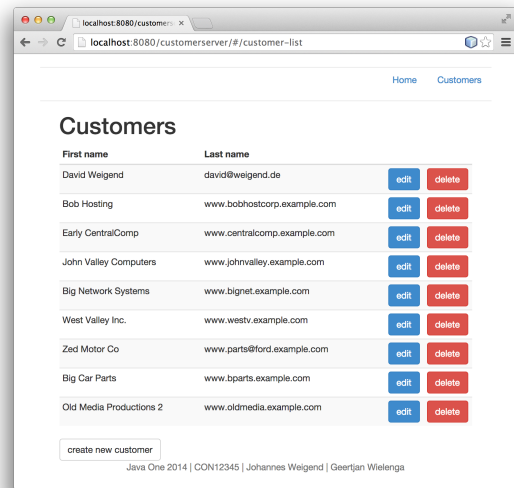 localhost:8080/customers
localhost:8080/customerserver/#/customer-list
Home Customers
Customers
First name Last name
David Weigend david@weigend.de edit delete
Bob Hosting www.bobhostcorp.example.com edit delete
Early CentralComp www.centralcomp.example.com edit delete
John Valley Computers www.johnvalley.example.com edit delete
Big Network Systems www.bignet.example.com edit delete
West Valley Inc. www.westv.example.com edit delete
Zed Motor Co www.parts@ford.example.com edit delete
Big Car Parts www.bparts.example.com edit delete
Old Media Productions 2 www.oldmedia.example.com edit delete
create new customer
Java One 2014 | CON12345 | Johannes Weigend | Geertjan Wielenga